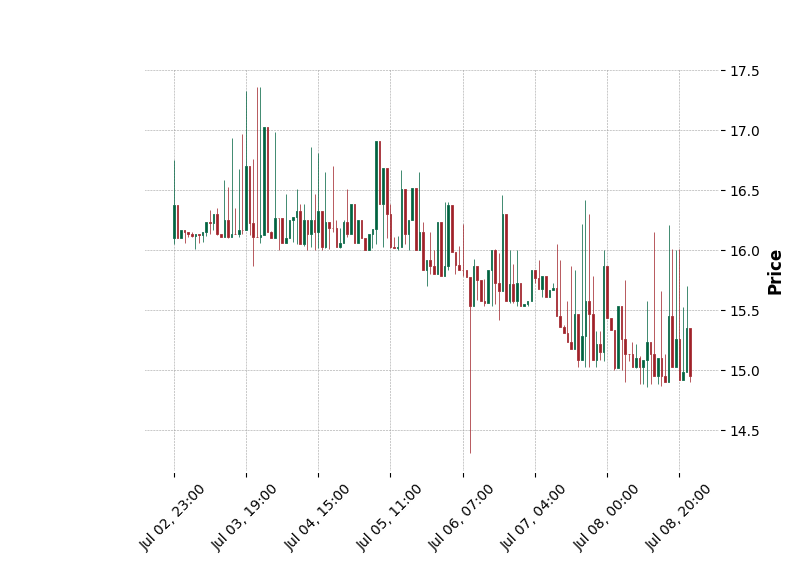 17.5
17.0
16.5
16.0
15.5
15.0
14.5
Price
Jul 02, 23:00
Jul 03, 19:00
Jul 04, 15:00
Jul 05, 11:00
Jul 06, 07:00
Jul 07, 04:00
Jul 08, 00:00
Jul 08, 20:00